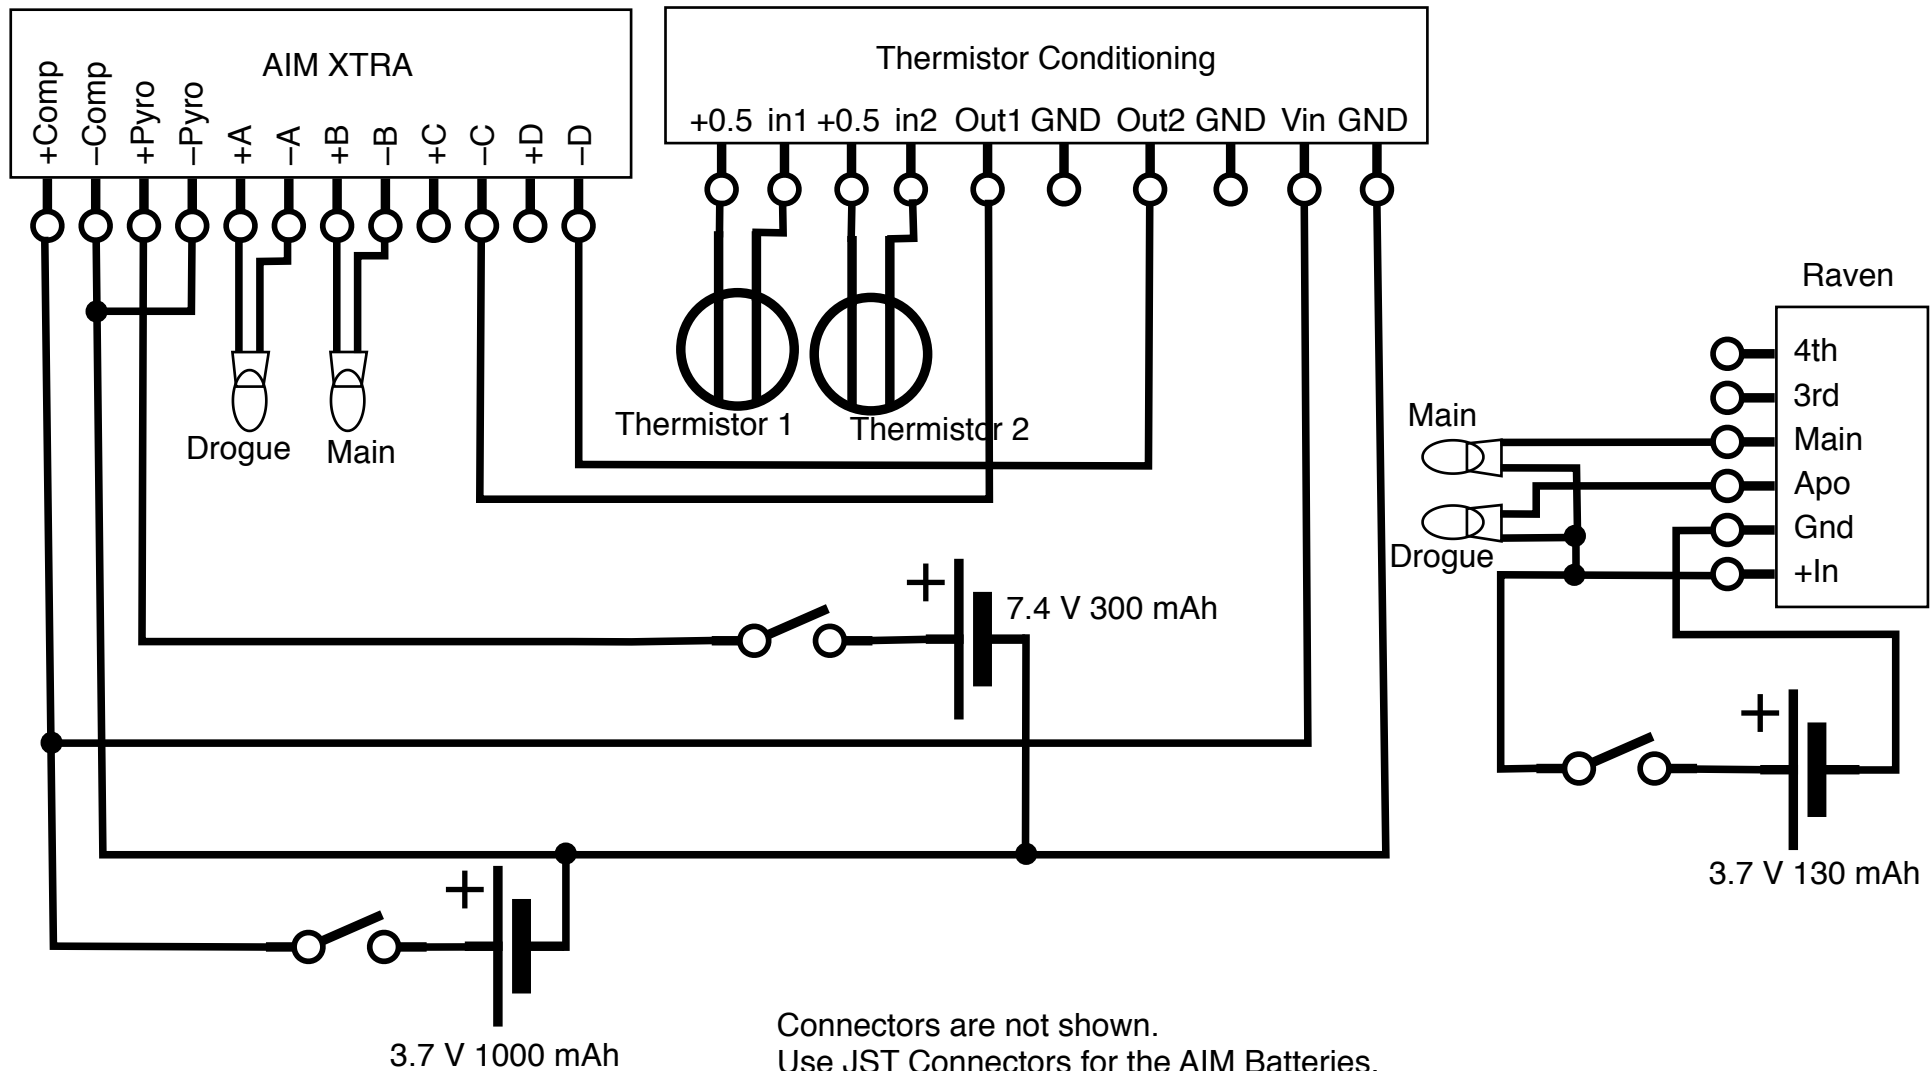 AIM XTRA
+Comp
–Comp
+Pyro
–Pyro
+A
–A
+B
–B
+C
–C
+D
–D
Drogue
Main
Thermistor Conditioning
+0.5 in1 +0.5 in2 Out1 GND Out2 GND Vin GND
Thermistor 1
Thermistor 2
Raven
4th
3rd
Main
Apo
Gnd
+In
Main
Drogue
+
7.4 V 300 mAh
+
3.7 V 130 mAh
+
3.7 V 1000 mAh
Connectors are not shown.
Use JST Connectors for the AIM Batteries.